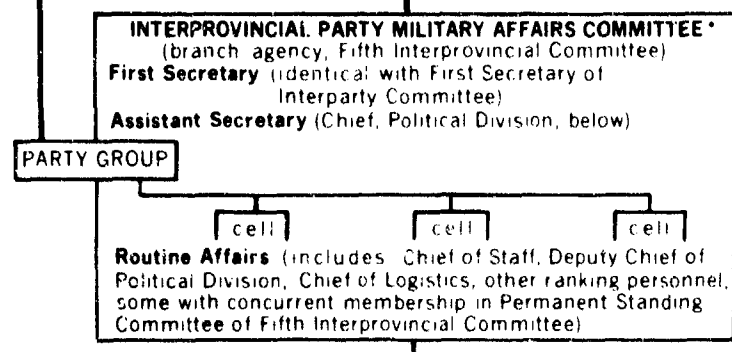 INTERPROVINCIAL PARTY MILITARY AFFAIRS COMMITTEE*
(branch agency, Fifth Interprovincial Committee)
First Secretary (identical with First Secretary of
Interparty Committee)
Assistant Secretary (Chief, Political Division, below)
PARTY GROUP
cell cell cell
Routine Affairs (includes Chief of Staff, Deputy Chief of
Political Division, Chief of Logistics, other ranking personnel,
some with concurrent membership in Permanent Standing
Committee of Fifth Interprovincial Committee)